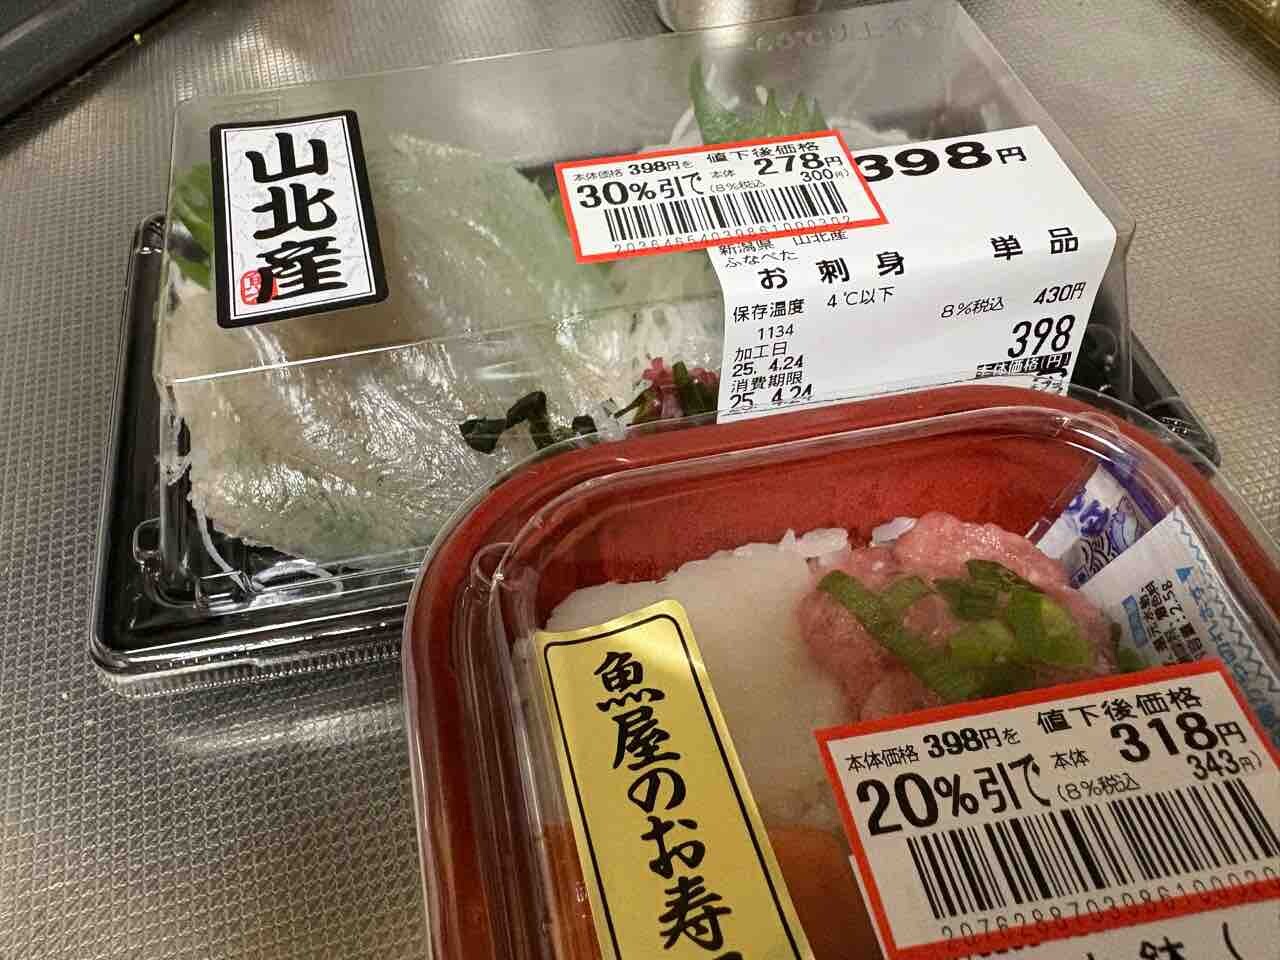 山北産
本体価格 398円を 値下後価格
30%引で 本体 278円
(8%税込 300円)
398円
新潟県 山北産
ふなべた
お刺身 単品
保存温度 4℃以下
1134
8%税込 430円
加工日
398
25. 4.24
本体価格(円)
消費期限
25. 4.24
魚屋のお寿
本体価格 398円を 値下後価格
20%引で 本体 318円
(8%税込 343円)